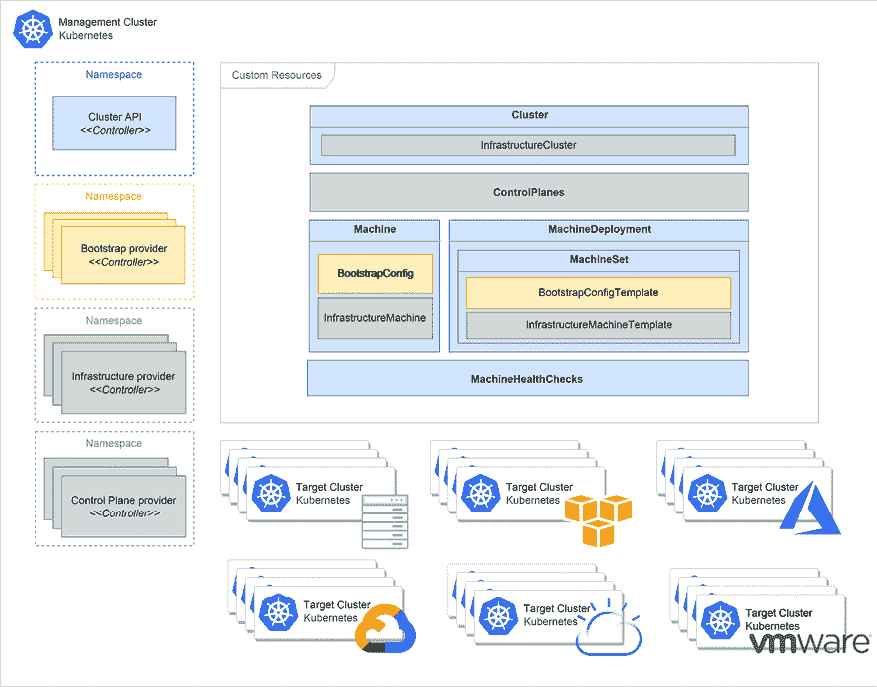 Management Cluster
Kubernetes
Namespace
Cluster API
<<Controller>>
Namespace
Bootstrap provider
<<Controller>>
Namespace
Infrastructure provider
<<Controller>>
Namespace
Control Plane provider
<<Controller>>
Custom Resources
Cluster
InfrastructureCluster
ControlPlanes
Machine
BootstrapConfig
InfrastructureMachine
MachineDeployment
MachineSet
BootstrapConfigTemplate
InfrastructureMachineTemplate
MachineHealthChecks
Target Cluster
Kubernetes
Target Cluster
Kubernetes
Target Cluster
Kubernetes
Target Cluster
Kubernetes
Target Cluster
Kubernetes
Target Cluster
Kubernetes
vmware